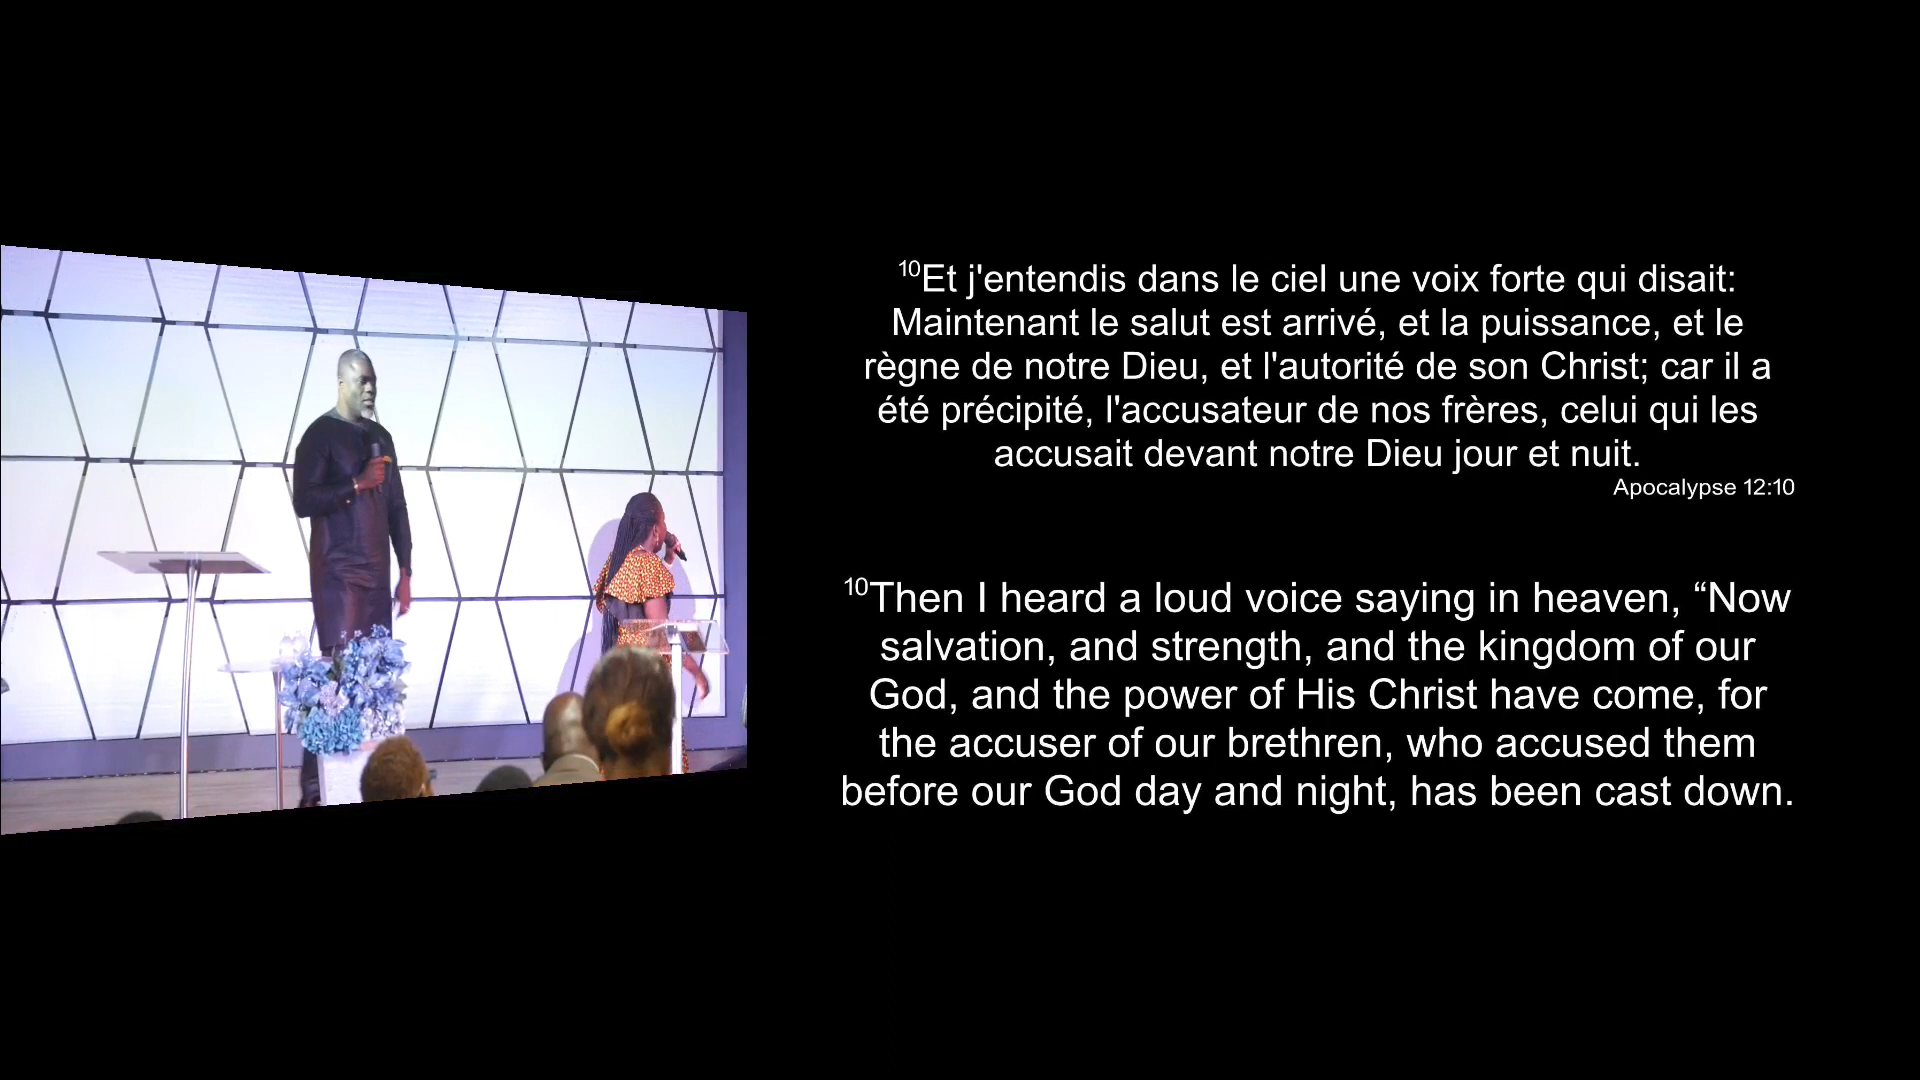 10Et j'entendis dans le ciel une voix forte qui disait:
Maintenant le salut est arrivé, et la puissance, et le
règne de notre Dieu, et l'autorité de son Christ; car il a
été précipité, l'accusateur de nos frères, celui qui les
accusait devant notre Dieu jour et nuit.
Apocalypse 12:10
10Then I heard a loud voice saying in heaven, “Now
salvation, and strength, and the kingdom of our
God, and the power of His Christ have come, for
the accuser of our brethren, who accused them
before our God day and night, has been cast down.